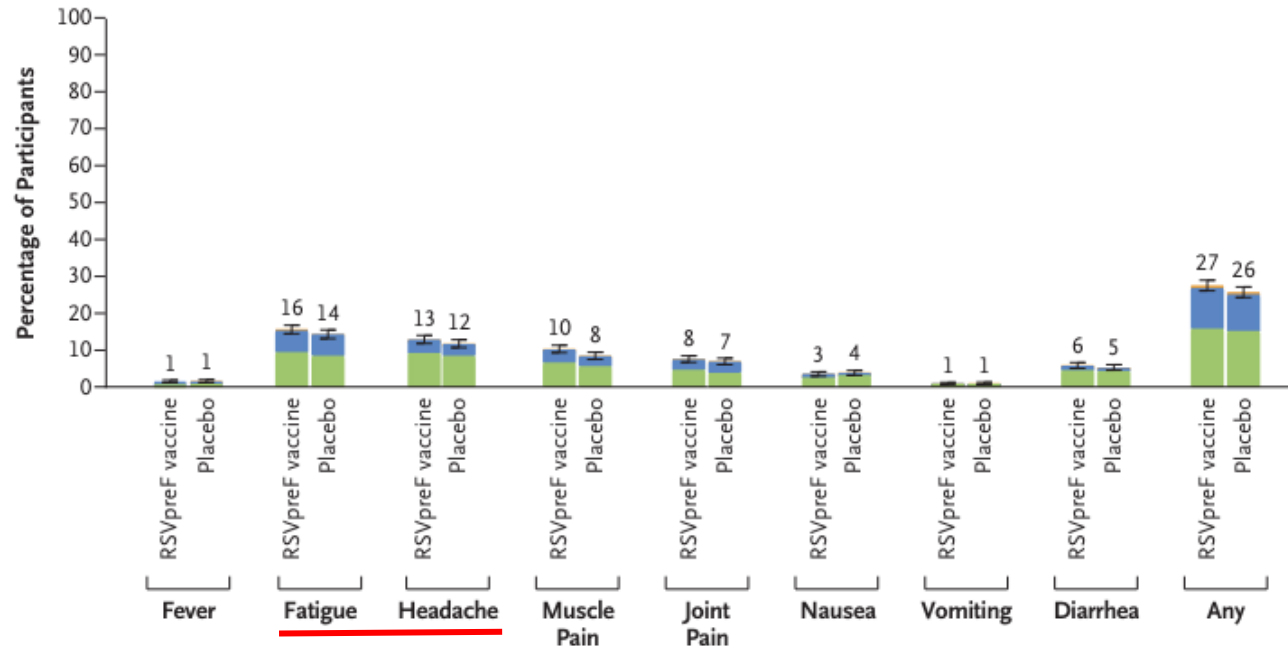 Percentage of Participants
100
90
80
70
60
50
40
30
20
10
0
1 1
16 14
13 12
10 8
8 7
3 4
1 1
6 5
27 26
RSVpreF vaccine
Placebo
RSVpreF vaccine
Placebo
RSVpreF vaccine
Placebo
RSVpreF vaccine
Placebo
RSVpreF vaccine
Placebo
RSVpreF vaccine
Placebo
RSVpreF vaccine
Placebo
RSVpreF vaccine
Placebo
RSVpreF vaccine
Placebo
Fever
Fatigue
Headache
Muscle
Pain
Joint
Pain
Nausea
Vomiting
Diarrhea
Any